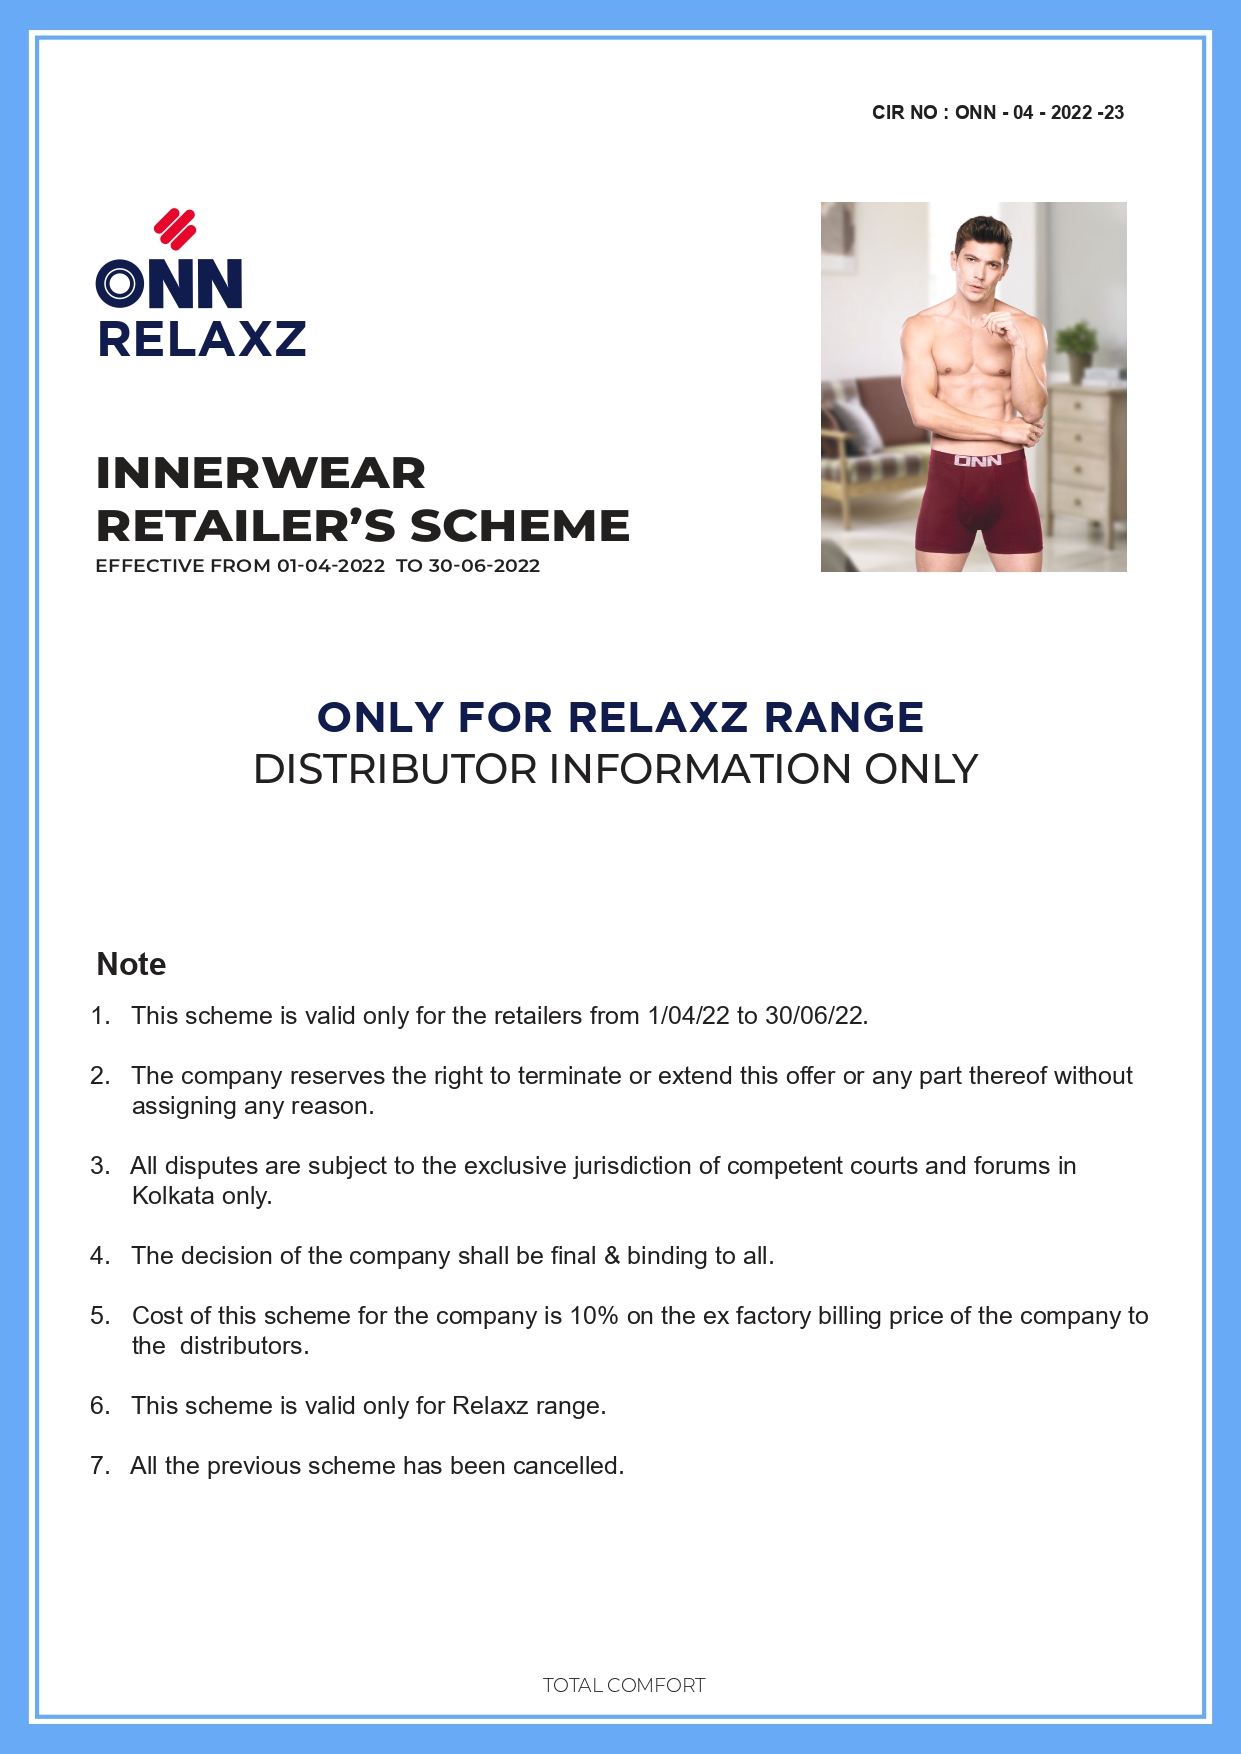 CIR NO : ONN - 04 - 2022 -23
ONN
RELAXZ
ONN
INNERWEAR
RETAILER’S SCHEME
EFFECTIVE FROM 01-04-2022 TO 30-06-2022
ONLY FOR RELAXZ RANGE
DISTRIBUTOR INFORMATION ONLY
Note
1. This scheme is valid only for the retailers from 1/04/22 to 30/06/22.
2. The company reserves the right to terminate or extend this offer or any part thereof without
assigning any reason.
3. All disputes are subject to the exclusive jurisdiction of competent courts and forums in
Kolkata only.
4. The decision of the company shall be final & binding to all.
5. Cost of this scheme for the company is 10% on the ex factory billing price of the company to
the distributors.
6. This scheme is valid only for Relaxz range.
7. All the previous scheme has been cancelled.
TOTAL COMFORT